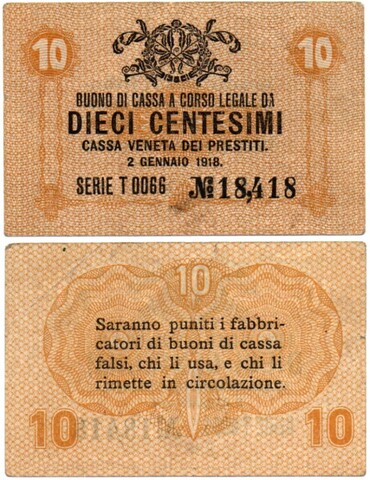 10 10
BUONO DI CASSA A CORSO LEGALE DA
DIECI CENTESIMI
CASSA VENETA DEI PRESTITI.
2 GENNAIO 1918.
SERIE T 0066 No 18,418
10
Saranno puniti i fabbri-
catori di buoni di cassa
falsi, chi li usa, e chi li
rimette in circolazione.
10 10